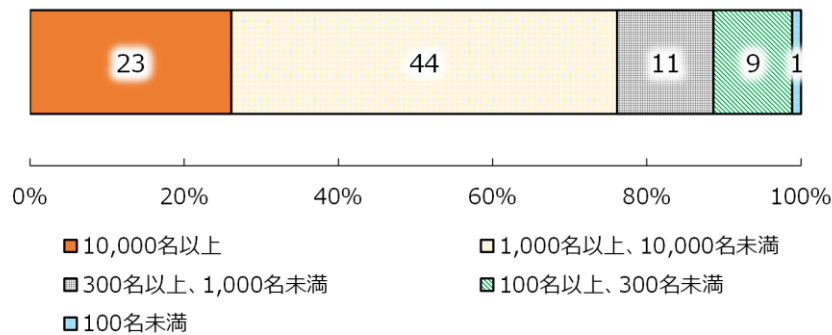 23 44 11 9 1
0% 20% 40% 60% 80% 100%
10,000名以上 1,000名以上、10,000名未満
300名以上、1,000名未満 100名以上、300名未満
100名未満